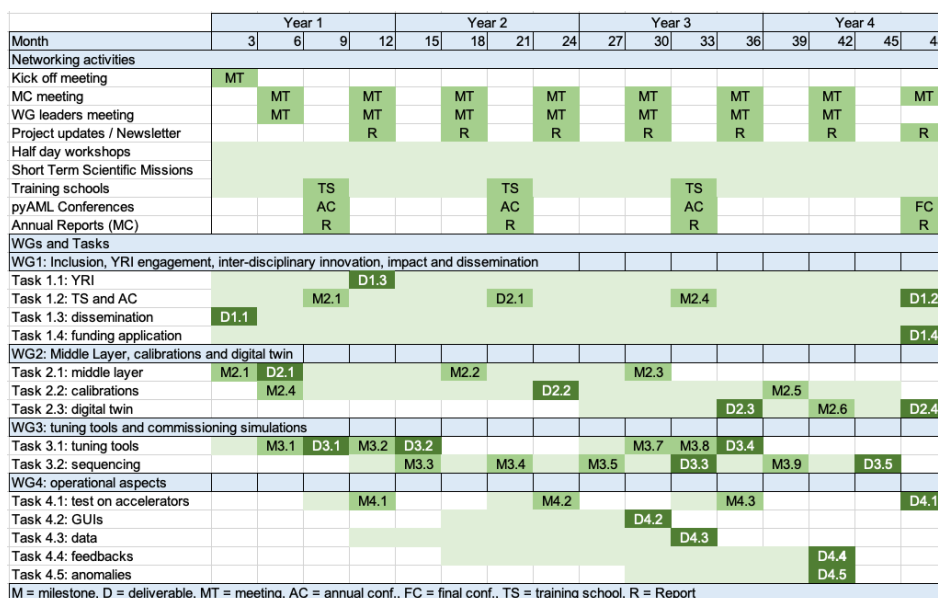 Year 1 Year 2 Year 3 Year 4
Month 3 6 9 12 15 18 21 24 27 30 33 36 39 42 45 4
Networking activities
Kick off meeting MT
MC meeting MT MT MT MT MT MT MT MT
WG leaders meeting MT MT MT MT MT MT MT
Project updates / Newsletter R R R R R R R
Half day workshops
Short Term Scientific Missions
Training schools TS TS TS
pyAML Conferences AC AC AC FC
Annual Reports (MC) R R R R
WGs and Tasks
WG1: Inclusion, YRI engagement, inter-disciplinary innovation, impact and dissemination
Task 1.1: YRI D1.3
Task 1.2: TS and AC M2.1 D2.1 M2.4 D1.2
Task 1.3: dissemination D1.1
Task 1.4: funding application D1.4
WG2: Middle Layer, calibrations and digital twin
Task 2.1: middle layer M2.1 D2.1 M2.2 M2.3
Task 2.2: calibrations M2.4 D2.2 M2.5
Task 2.3: digital twin D2.3 M2.6 D2.4
WG3: tuning tools and commissioning simulations
Task 3.1: tuning tools M3.1 D3.1 M3.2 D3.2 M3.7 M3.8 D3.4
Task 3.2: sequencing M3.3 M3.4 M3.5 D3.3 M3.9 D3.5
WG4: operational aspects
Task 4.1: test on accelerators M4.1 M4.2 M4.3 D4.1
Task 4.2: GUIs D4.2
Task 4.3: data D4.3
Task 4.4: feedbacks D4.4
Task 4.5: anomalies D4.5
M = milestone, D = deliverable, MT = meeting, AC = annual conf., FC = final conf., TS = training school, R = Report